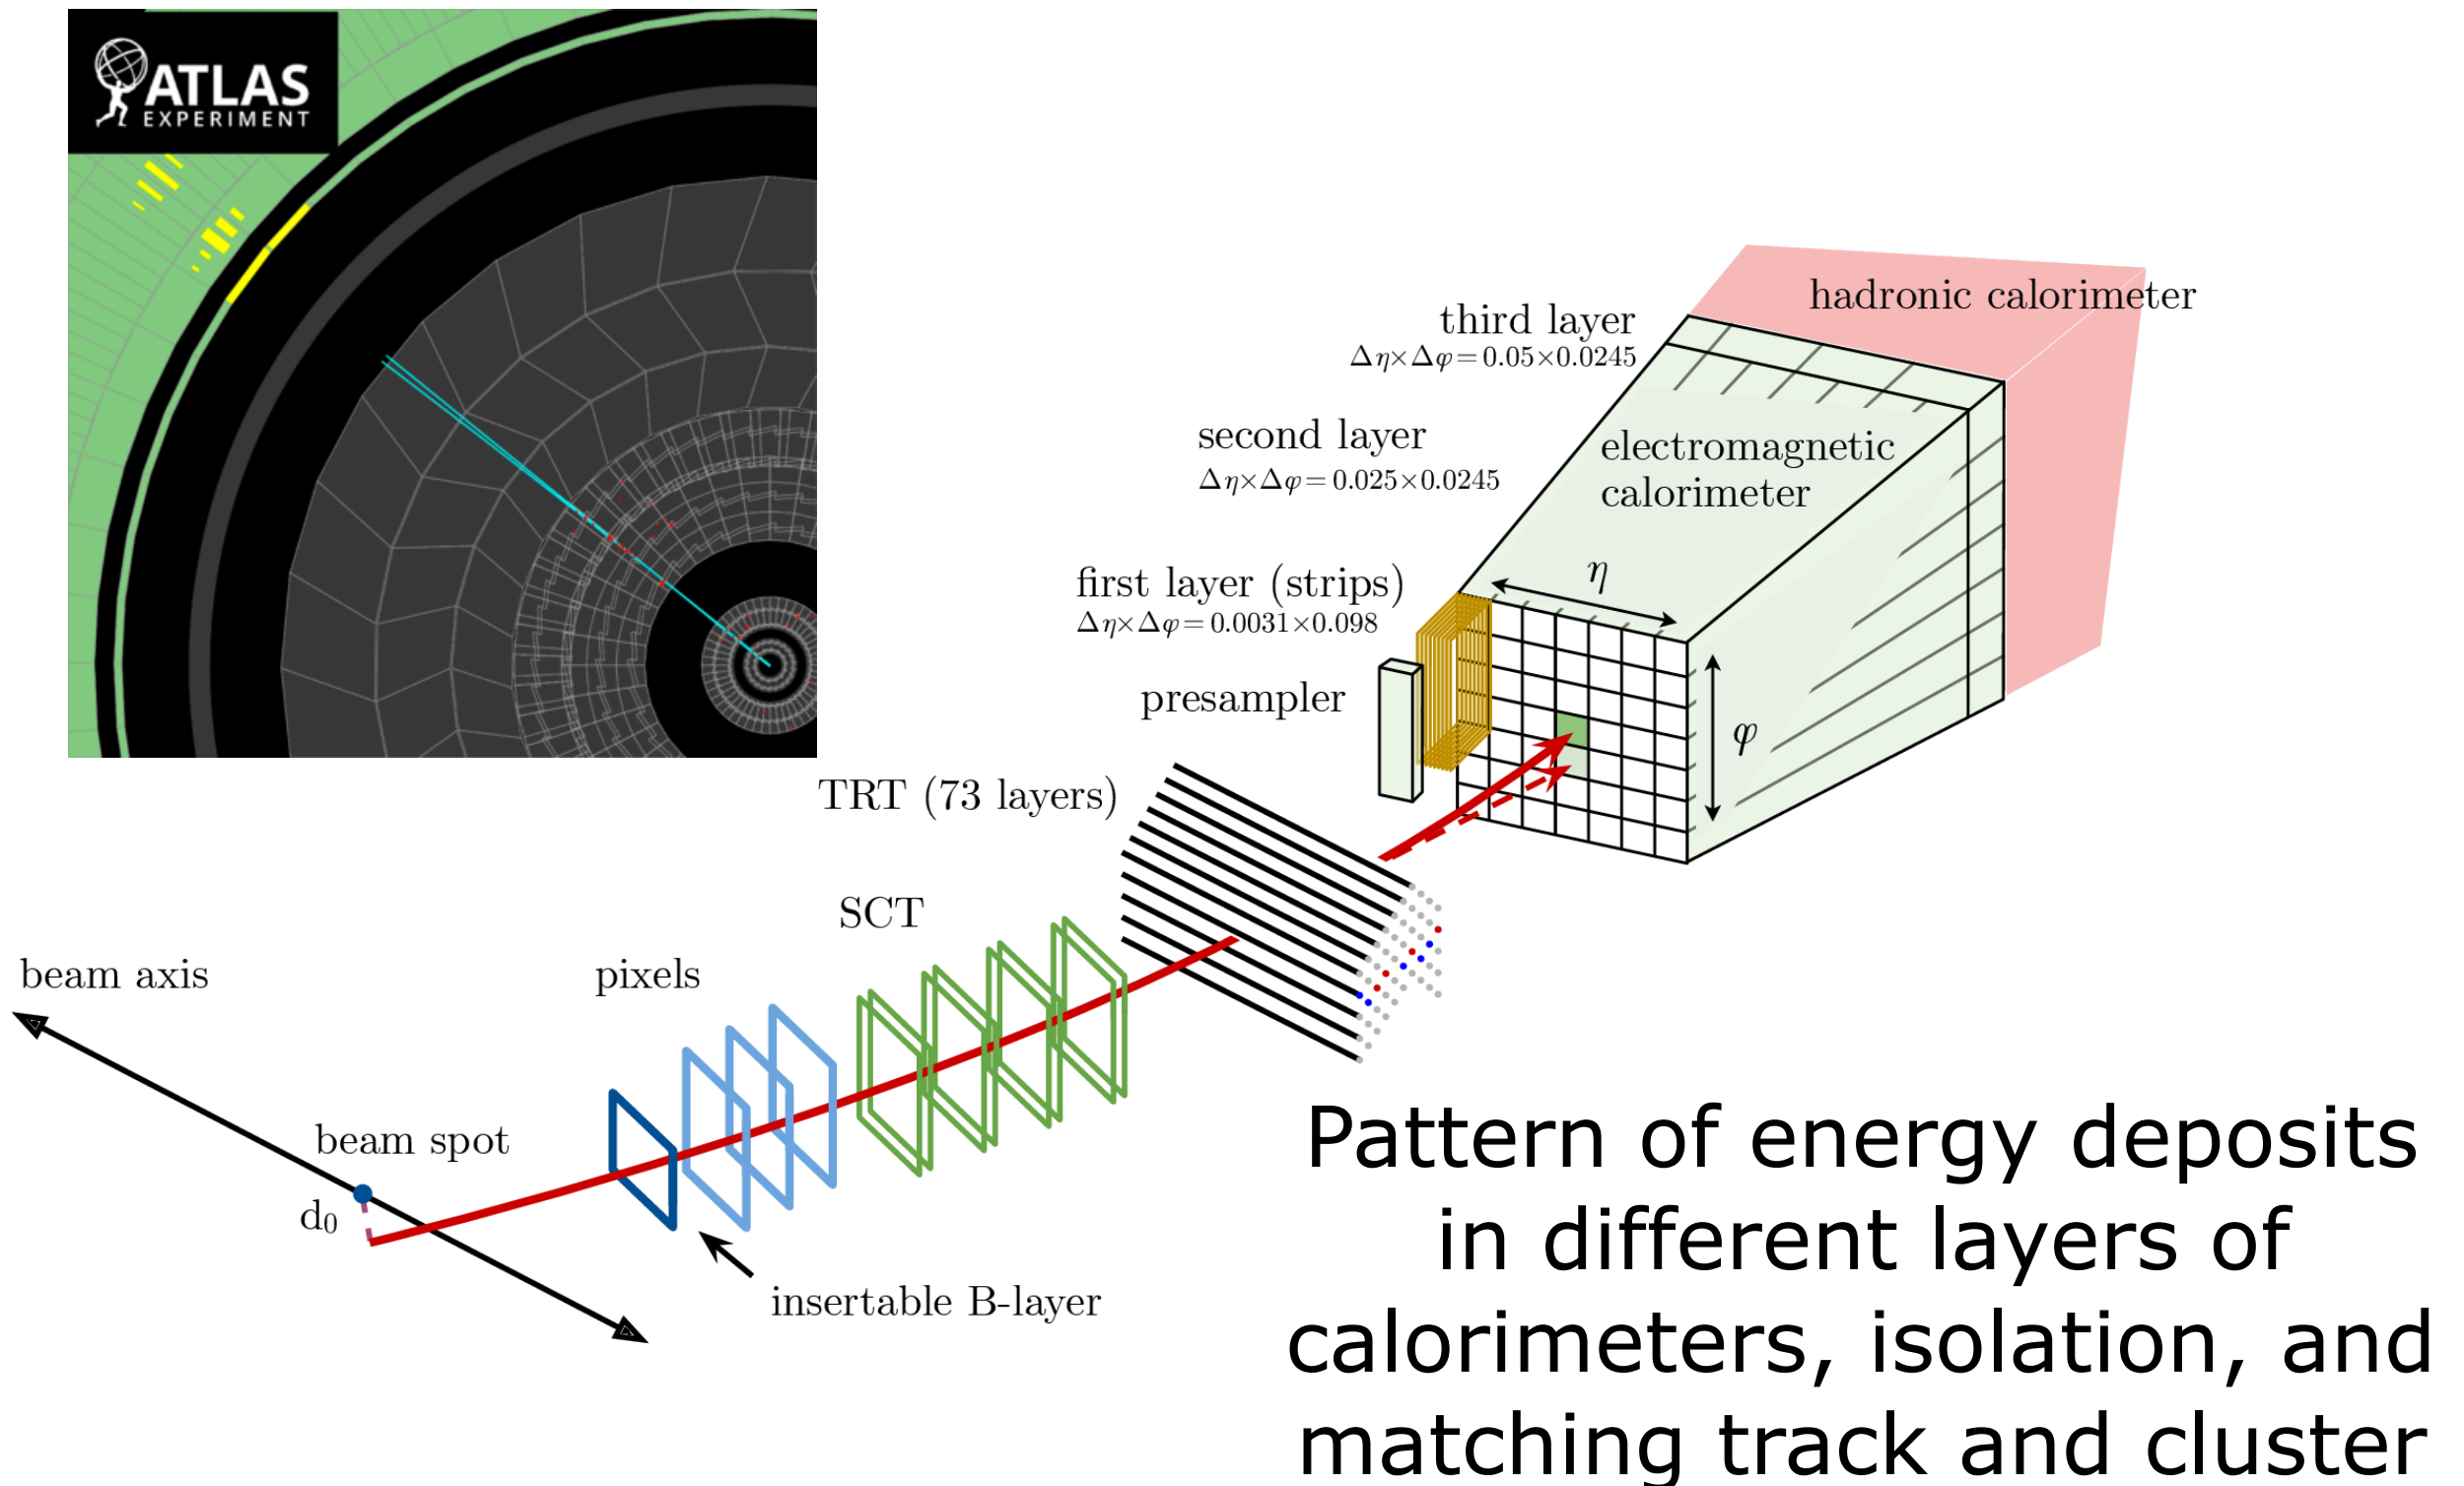 ATLAS
EXPERIMENT
hadronic calorimeter
third layer
Δη×Δφ=0.05×0.0245
second layer
Δη×Δφ=0.025×0.0245
electromagnetic
calorimeter
first layer (strips)
Δη×Δφ=0.0031×0.098
η
presampler
φ
TRT (73 layers)
SCT
beam axis
pixels
beam spot
d₀
insertable B-layer
Pattern of energy deposits
in different layers of
calorimeters, isolation, and
matching track and cluster